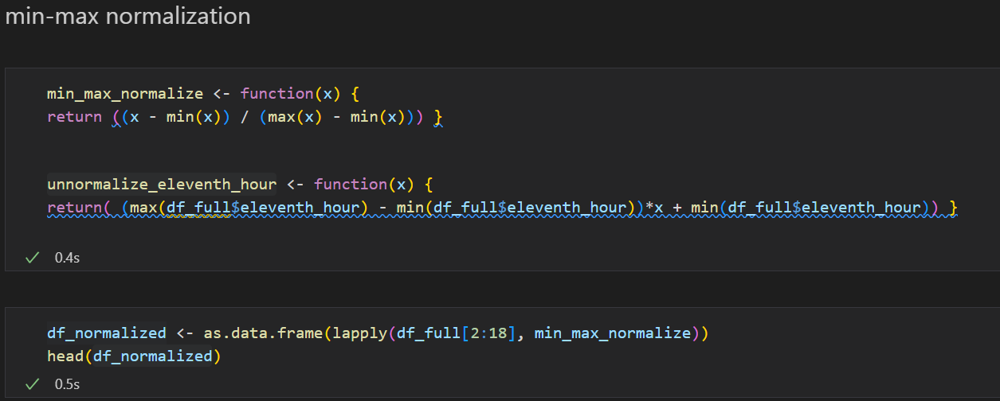 min-max normalization
min_max_normalize <- function(x) {
return ((x - min(x)) / (max(x) - min(x))) }
unnormalize_eleventh_hour <- function(x) {
return( (max(df_full$eleventh_hour) - min(df_full$eleventh_hour))*x + min(df_full$eleventh_hour)) }
0.4s
df_normalized <- as.data.frame(lapply(df_full[2:18], min_max_normalize))
head(df_normalized)
0.5s